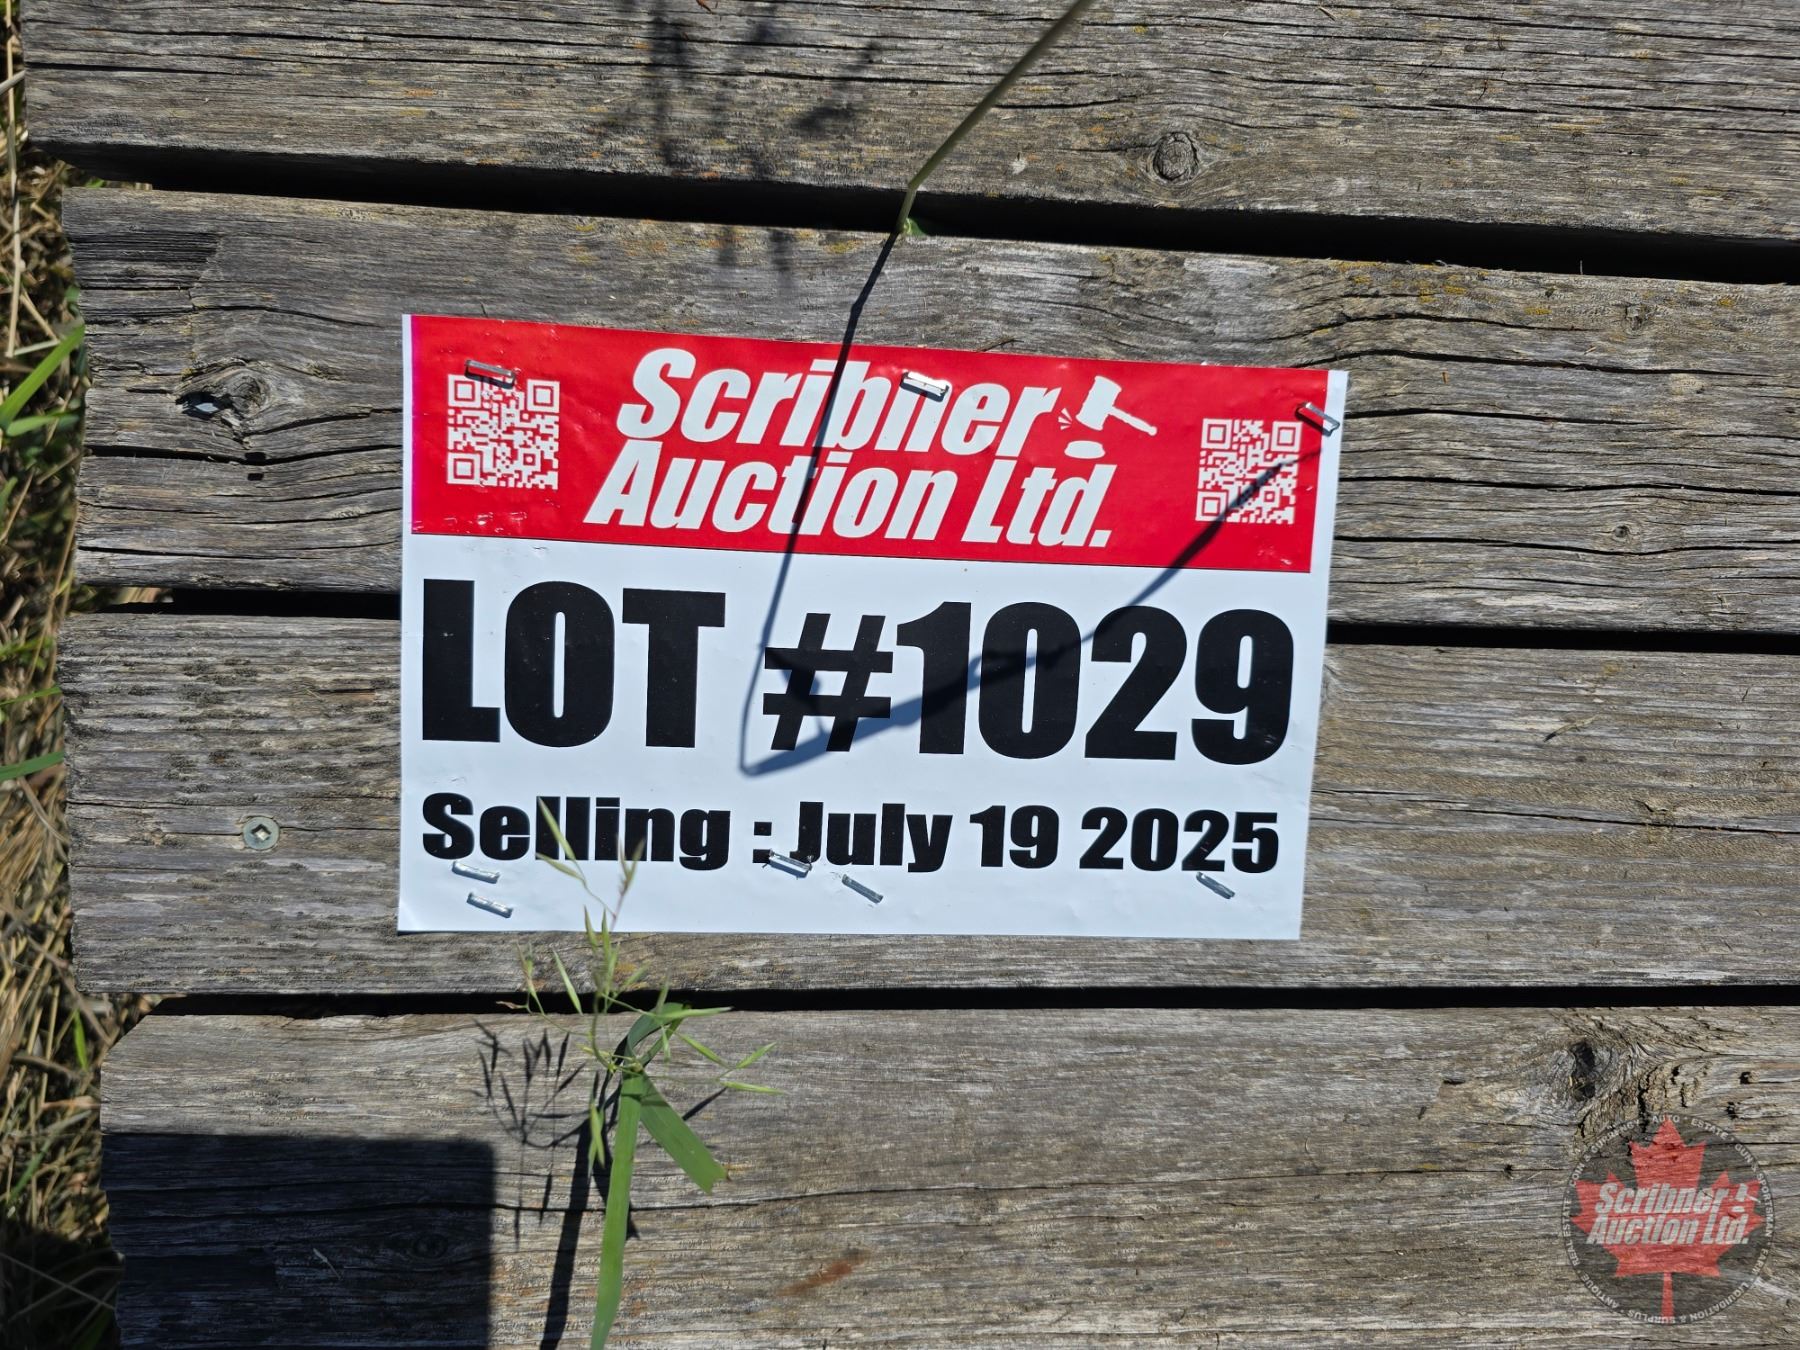 Scribner
Auction Ltd.
LOT #1029
Selling : July 19 2025
Scribner
Auction Ltd.